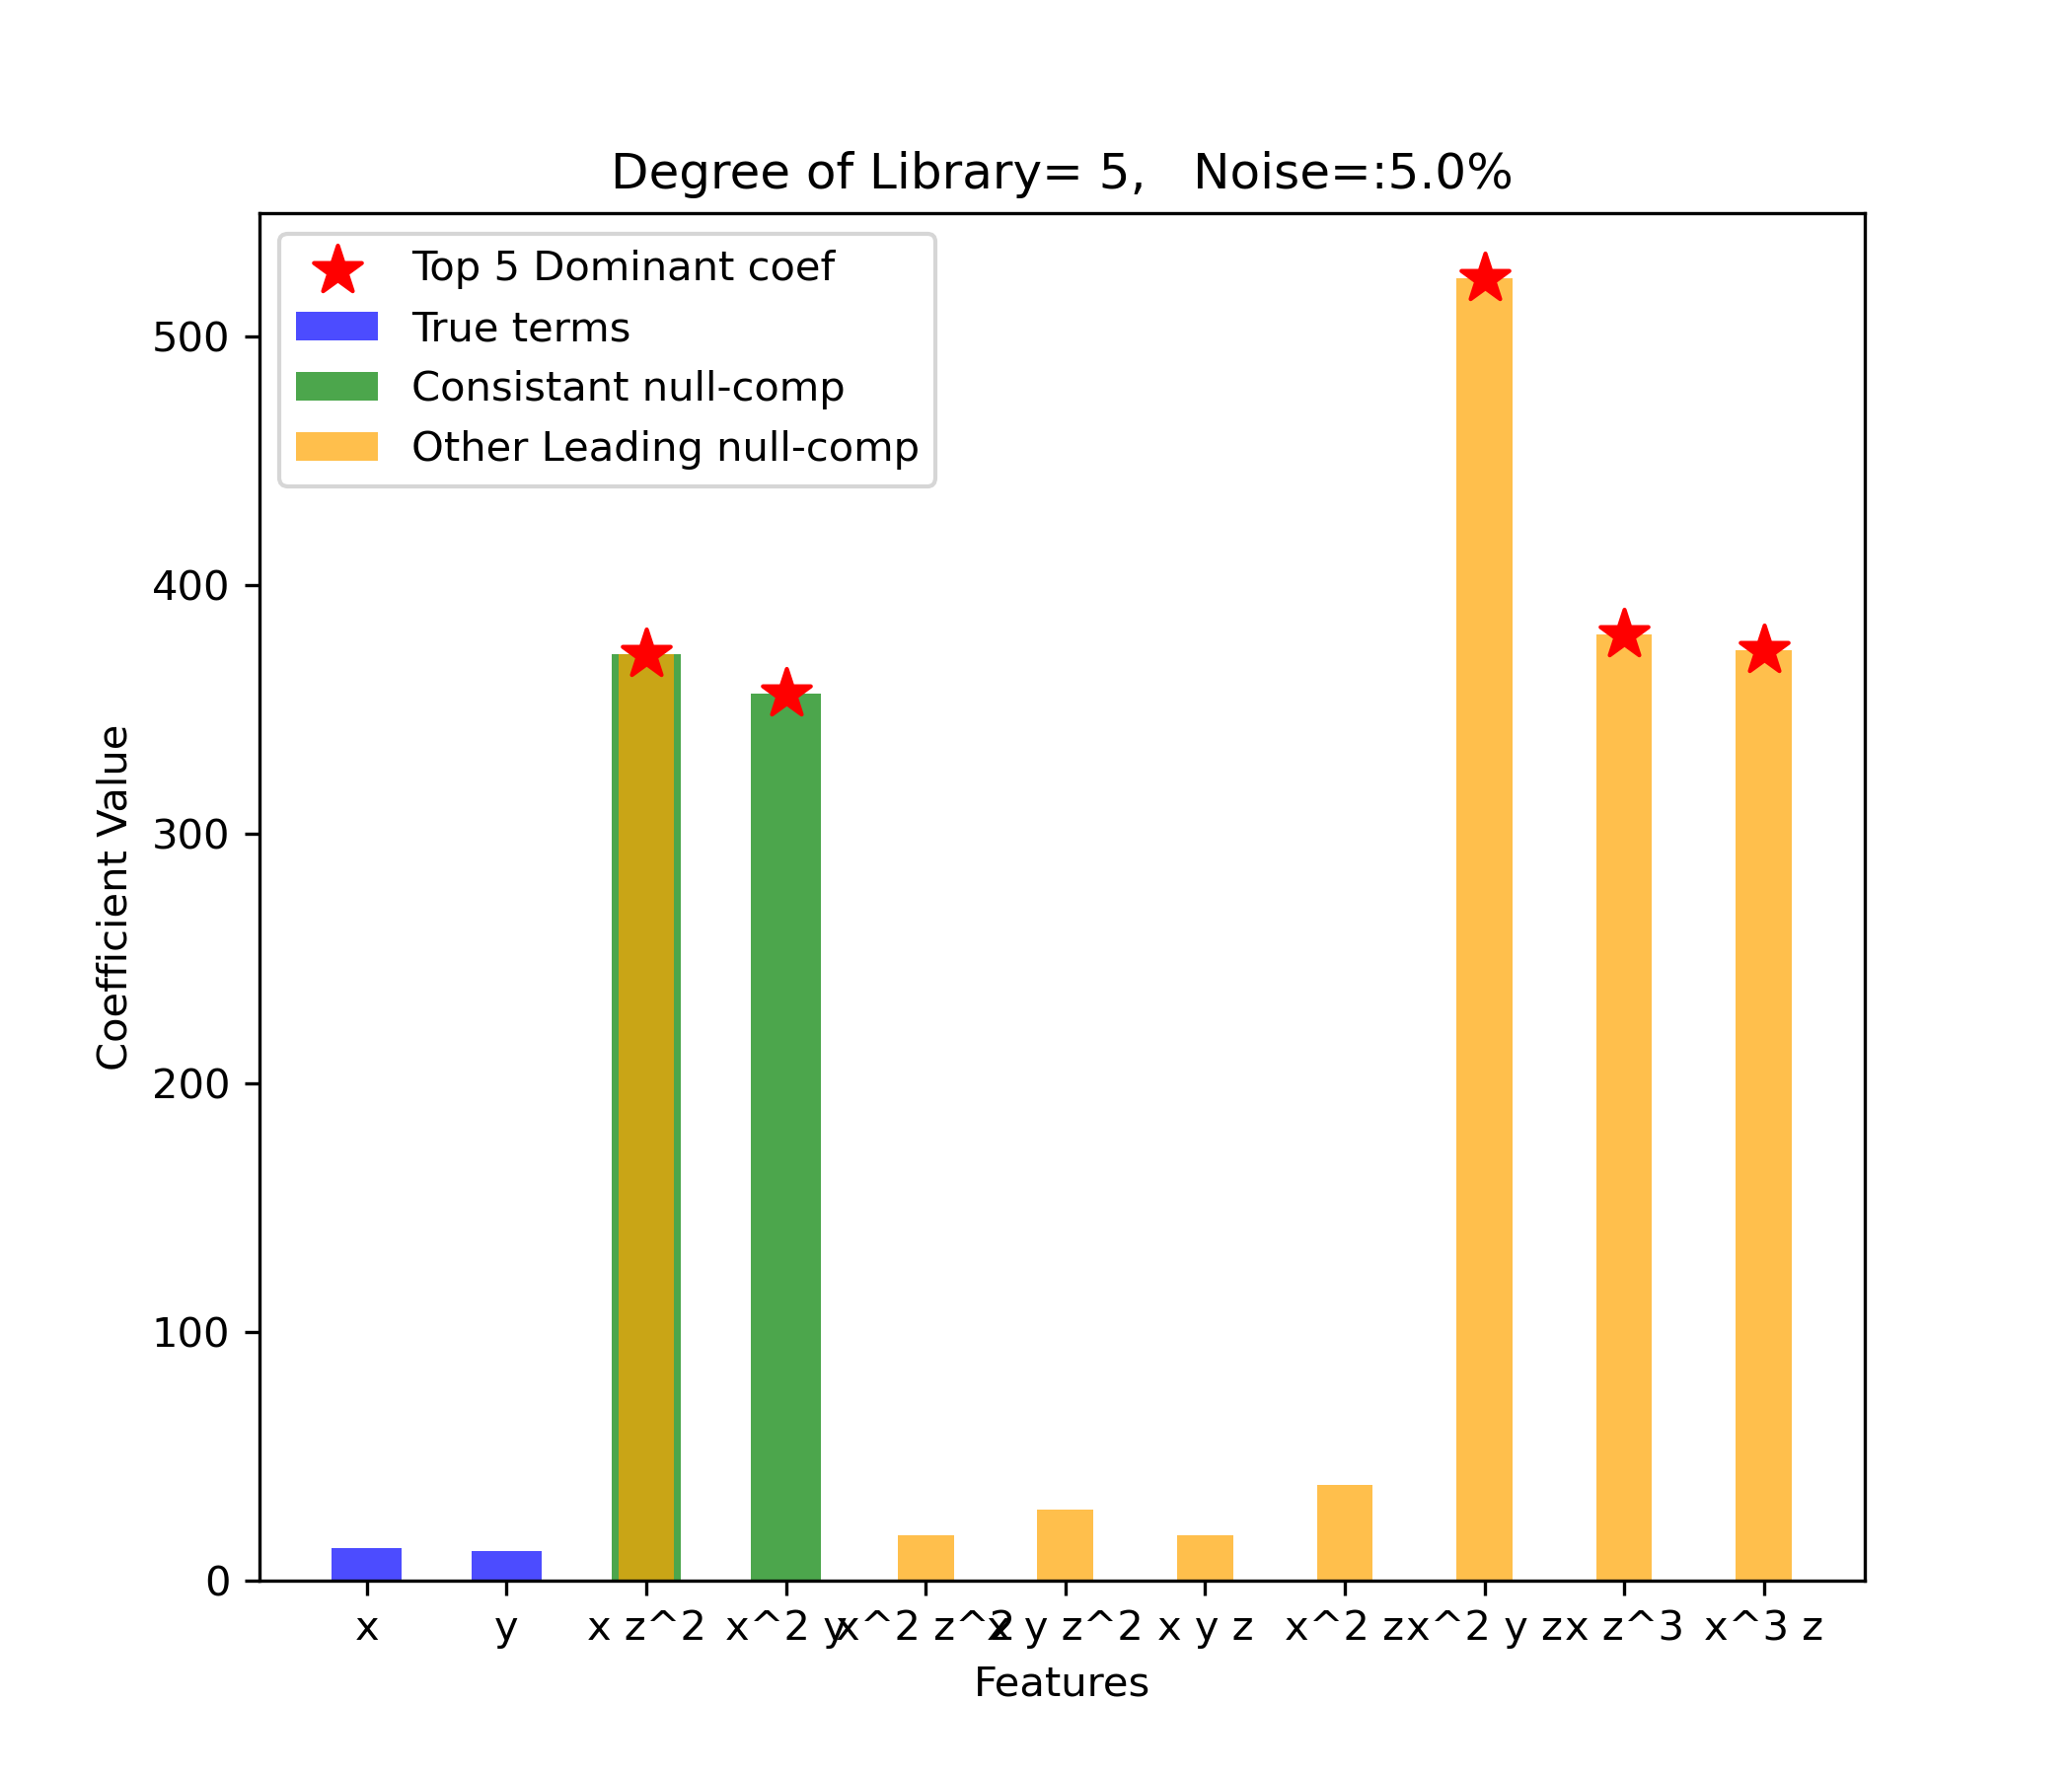 Degree of Library= 5,   Noise=:5.0%
Top 5 Dominant coef
True terms
Consistant null-comp
Other Leading null-comp
500
400
300
200
100
0
Coefficient Value
x y x z^2 x^2 y x^2 z^2 x y z^2 x y z x^2 z x^2 y z x z^3 x^3 z
Features